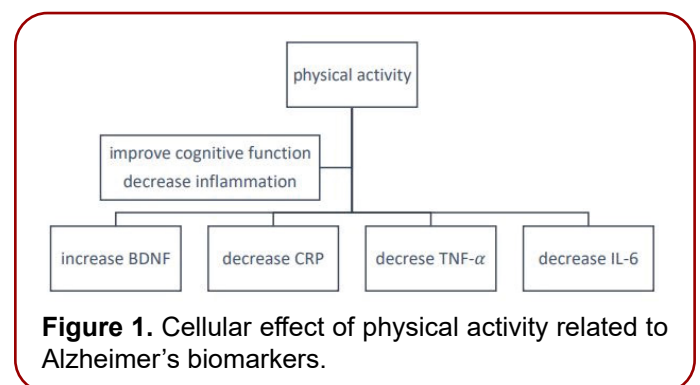 physical activity
improve cognitive function
decrease inflammation
increase BDNF
decrease CRP
decrese TNF-α
decrease IL-6
Figure 1. Cellular effect of physical activity related to
Alzheimer's biomarkers.